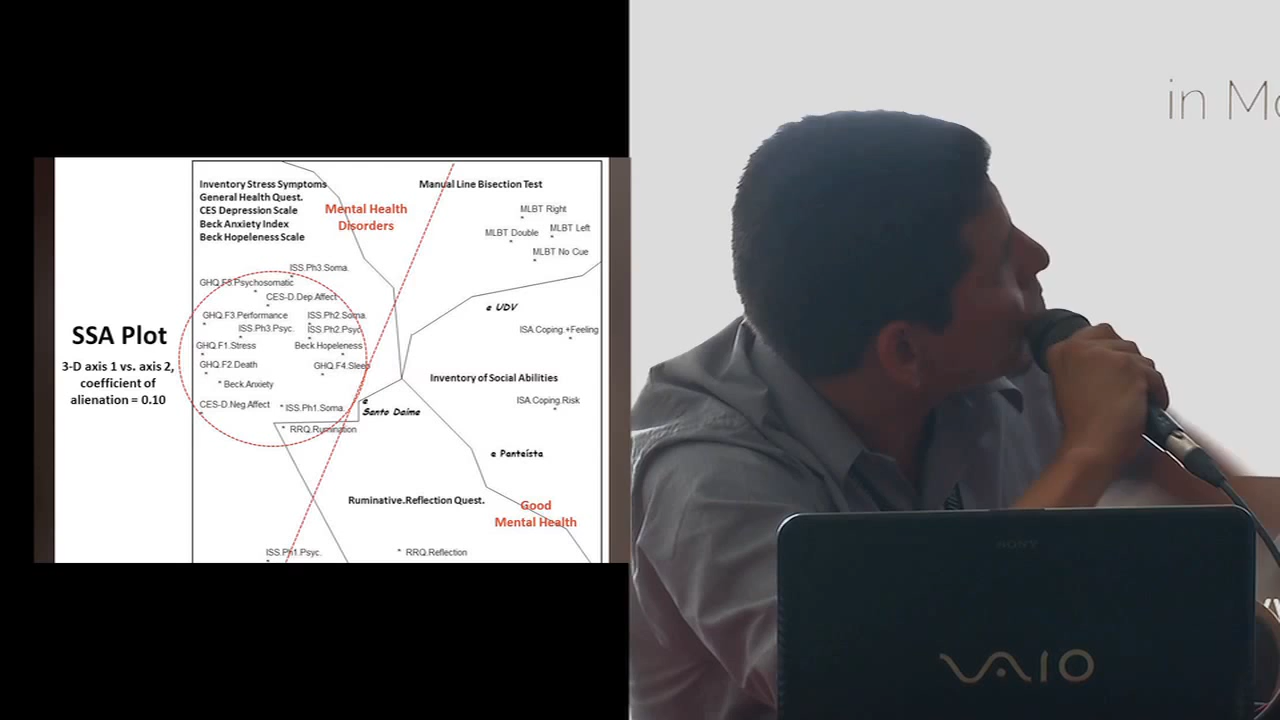 in Mo
Inventory Stress Symptoms
General Health Quest.
CES Depression Scale
Beck Anxiety Index
Beck Hopeleness Scale
Mental Health
Disorders
Manual Line Bisection Test
MLBT Right
MLBT Double
MLBT Left
MLBT No Cue
ISS.Ph3.Soma.
GHQ.F5.Psychosomatic
CES-D.Dep.Affect
GHQ.F3.Performance
ISS.Ph2.Soma.
ISS.Ph3.Psyc.
ISS.Ph2.Psyc
GHQ.F1.Stress
Beck.Hopeleness
GHQ.F2.Death
GHQ.F4.Sleep
Beck.Anxiety
CES-D.Neg.Affect
ISS.Ph1.Soma.
RRQ.Rumination
e UDV
ISA.Coping.+Feeling
Inventory of Social Abilities
ISA.Coping.Risk
e
Santo Daime
e Panteísta
Ruminative.Reflection Quest.
Good
Mental Health
ISS.Ph1.Psyc.
RRQ.Reflection
SSA Plot
3-D axis 1 vs. axis 2,
coefficient of
alienation = 0.10
SONY
VAIO